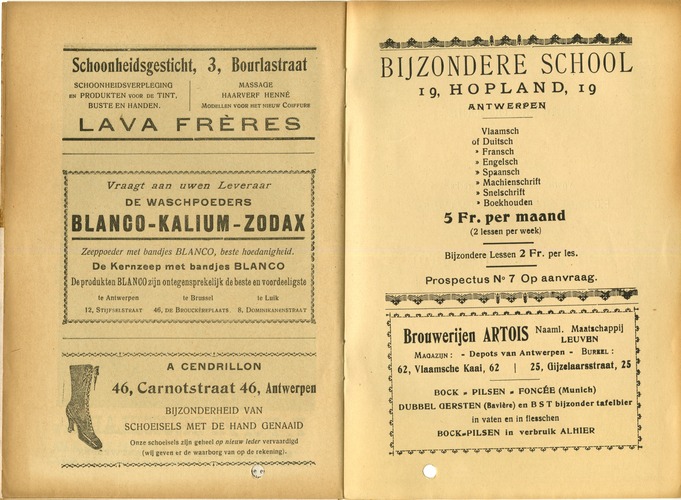 Schoonheidsgesticht, 3, Bourlastraat
SCHOONHEIDSVERPLEGING
EN PRODUKTEN VOOR DE TINT,
BUSTE EN HANDEN.
MASSAGE
HAARVERF HENNÉ
MODELLEN VOOR HET NIEUW COIFFURE
LAVA FRÈRES
Vraagt aan uwen Leveraar
DE WASCHPOEDERS
BLANCO-KALIUM-ZODAX
Zeeppoeder met bandjes BLANCO, beste hoedanigheid.
De Kernzeep met bandjes BLANCO
De produkten BLANCO zijn ontegensprekelijk de beste en voordeeligste
te Antwerpen te Brussel te Luik
12, STIJFSELSTRAAT 46, DE BROUCKÈREPLAATS. 8, DOMINIKANENSTRAAT
A CENDRILLON
46, Carnotstraat 46, Antwerpen
BIJZONDERHEID VAN
SCHOEISELS MET DE HAND GENAAID
Onze schoeisels zijn geheel op nieuw leder vervaardigd
(wij geven er de waarborg van op de rekening).
BIJZONDERE SCHOOL
19, HOPLAND, 19
ANTWERPEN
Vlaamsch
of Duitsch
» Fransch
» Engelsch
» Spaansch
» Machienschrift
» Snelschrift
» Boekhouden
5 Fr. per maand
(2 lessen per week)
Bijzondere Lessen 2 Fr. per les.
Prospectus No 7 Op aanvraag.
Brouwerijen ARTOIS Naaml. Maatschappij
LEUVEN
MAGAZIJN : - Depots van Antwerpen - BUREEL :
62, Vlaamsche Kaai, 62 | 25, Gijzelaarsstraat, 25
BOCK - PILSEN - FONCÉE (Munich)
DUBBEL GERSTEN (Bavière) en B S T bijzonder tafelbier
in vaten en in flesschen
BOCK-PILSEN in verbruik ALHIER